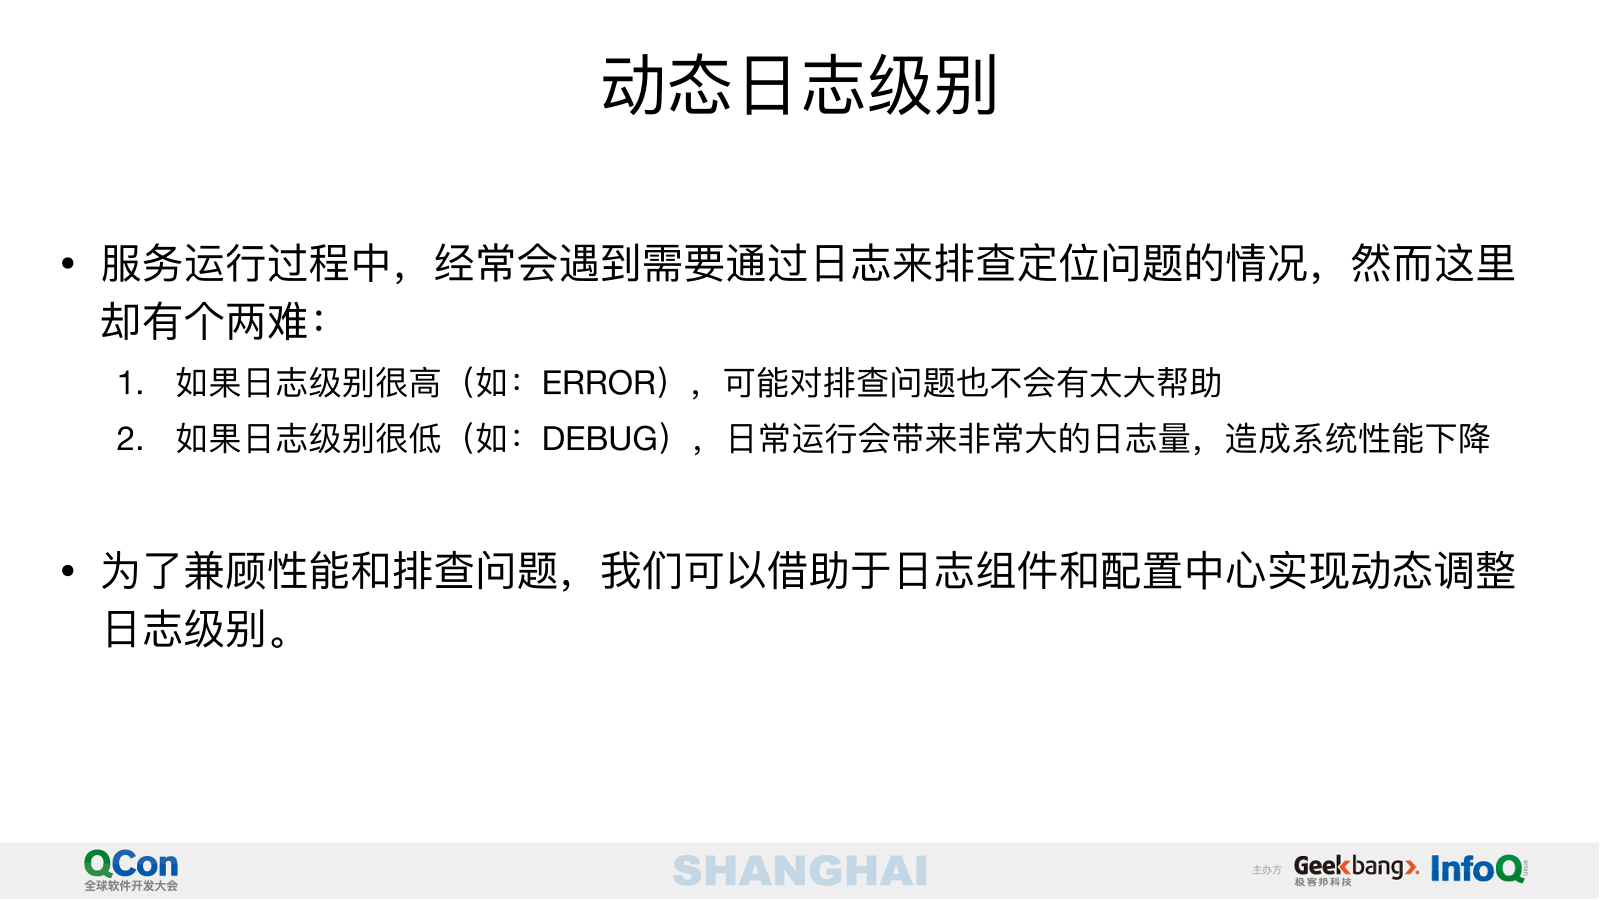 动态日志级别
• 服务运行过程中，经常会遇到需要通过日志来排查定位问题的情况，然而这里
却有个两难：
1. 如果日志级别很高（如：ERROR），可能对排查问题也不会有太大帮助
2. 如果日志级别很低（如：DEBUG），日常运行会带来非常大的日志量，造成系统性能下降
• 为了兼顾性能和排查问题，我们可以借助于日志组件和配置中心实现动态调整
日志级别。
QCon
全球软件开发大会
SHANGHAI
主办方
Geekbang
极客邦科技
InfoQ